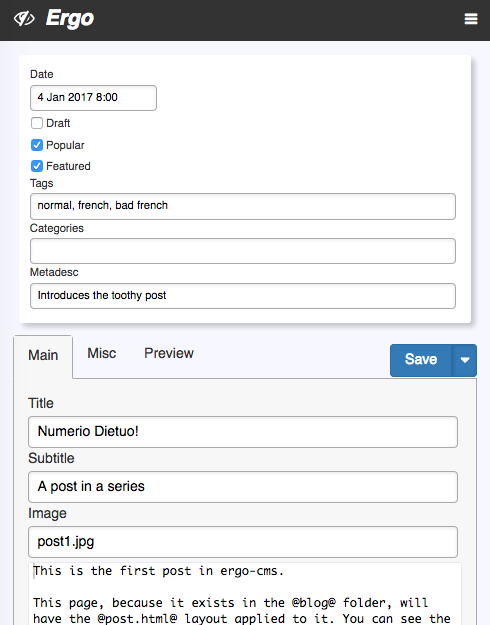 Ergo
Date
4 Jan 2017 8:00
Draft
Popular
Featured
Tags
normal, french, bad french
Categories
Metadesc
Introduces the toothy post
Main
Misc
Preview
Save
Title
Numerio Dietuo!
Subtitle
A post in a series
Image
post1.jpg
This is the first post in ergo-cms.
This page, because it exists in the @blog@ folder, will
have the @post.html@ layout applied to it. You can see the